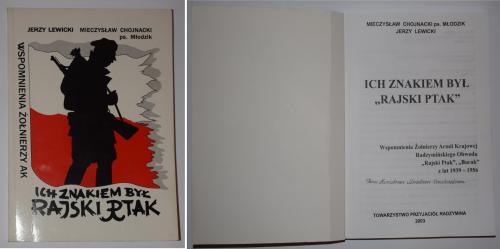 JERZY LEWICKI MIECZYSŁAW CHOJNACKI
ps. Młodzik
WSPOMNIENIA ŻOŁNIERZY AK
ICH ZNAKIEM BYŁ
RAJSKI PTAK
MIECZYSŁAW CHOJNACKI ps. MŁODZIK
JERZY LEWICKI
ICH ZNAKIEM BYŁ
„RAJSKI PTAK”
Wspomnienia Żołnierzy Armii Krajowej
Radzymińskiego Obwodu
„Rajski Ptak”, „Burak”
z lat 1939 – 1956
TOWARZYSTWO PRZYJACIÓŁ RADZYMINA
2003